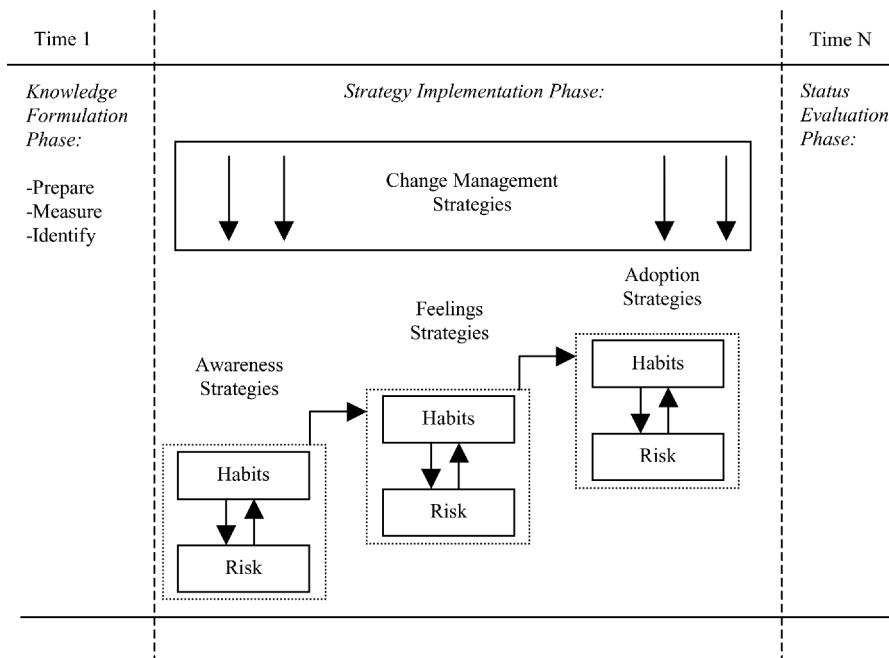 Time 1
Time N
Knowledge
Formulation
Phase:
-Prepare
-Measure
-Identify
Strategy Implementation Phase:
Change Management
Strategies
Awareness
Strategies
Habits
Risk
Feelings
Strategies
Habits
Risk
Adoption
Strategies
Habits
Risk
Status
Evaluation
Phase: